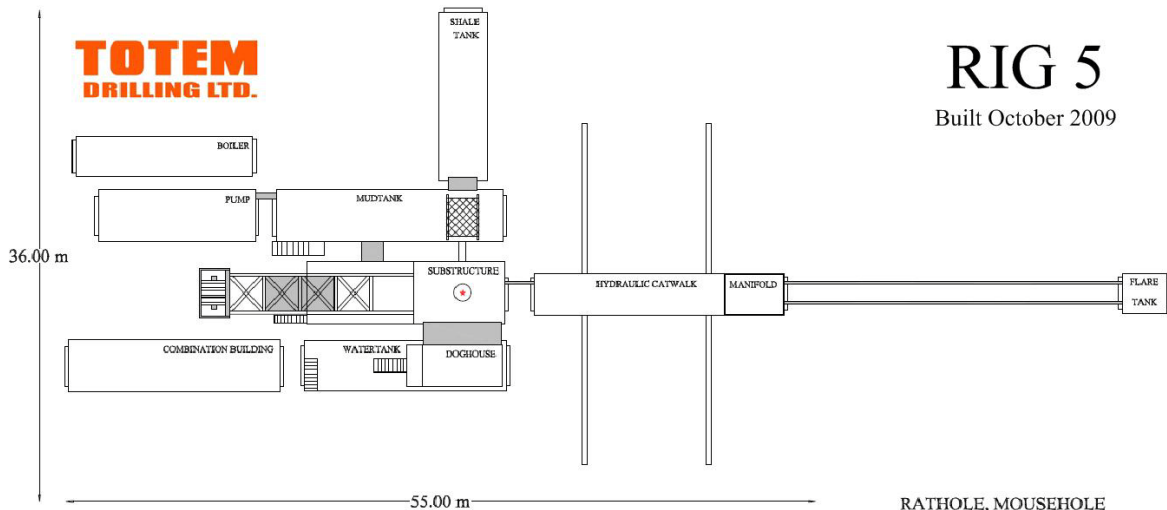 TOTEM
DRILLING LTD.
RIG 5
Built October 2009
SHALE
TANK
BOILER
PUMP
MUDTANK
36.00 m
SUBSTRUCTURE
HYDRAULIC CATWALK
MANIFOLD
FLARE
TANK
COMBINATION BUILDING
WATERTANK
DOGHOUSE
55.00 m
RATHOLE, MOUSEHOLE